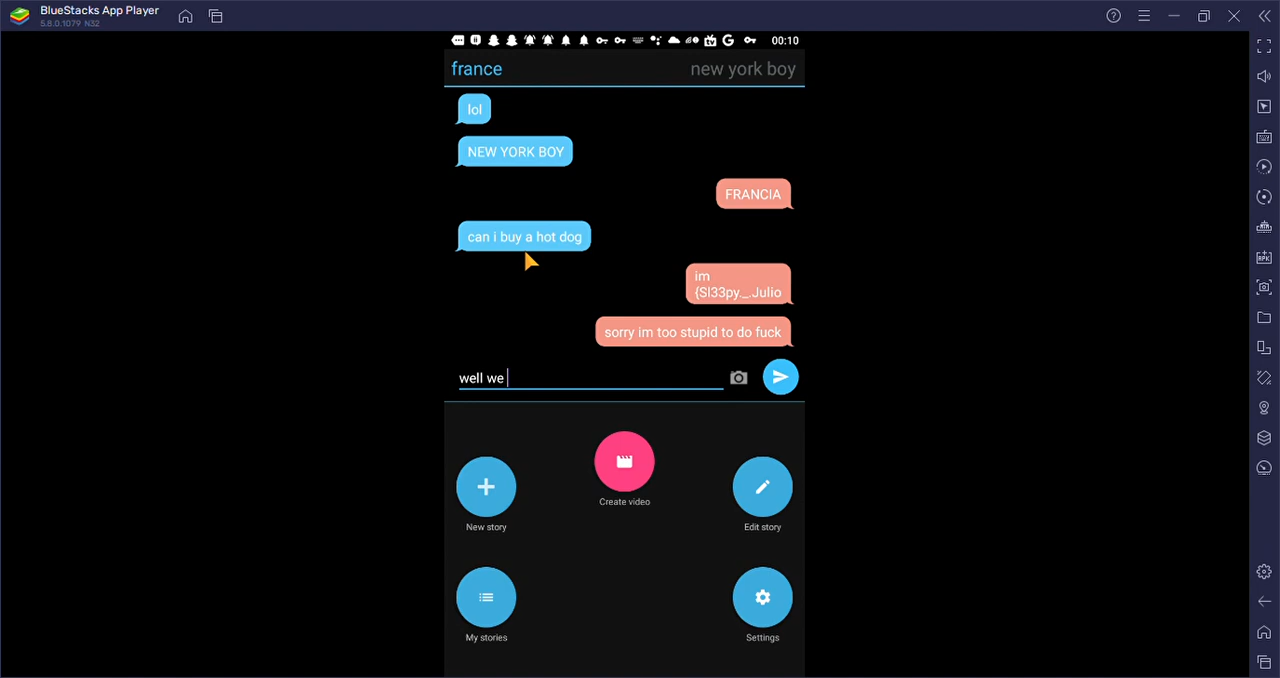 BlueStacks App Player
5.8.0.1079 N32
00:10
france
new york boy
lol
NEW YORK BOY
FRANCIA
can i buy a hot dog
im
{Sl33py._.Julio
sorry im too stupid to do fuck
well we
Create video
New story
Edit story
My stories
Settings